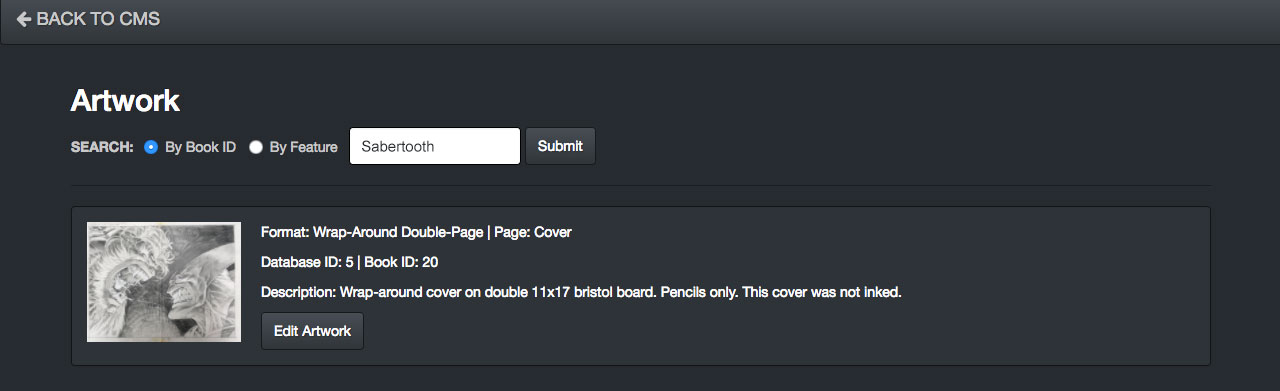 BACK TO CMS
Artwork
SEARCH: By Book ID By Feature Sabertooth Submit
Format: Wrap-Around Double-Page | Page: Cover
Database ID: 5 | Book ID: 20
Description: Wrap-around cover on double 11x17 bristol board. Pencils only. This cover was not inked.
Edit Artwork